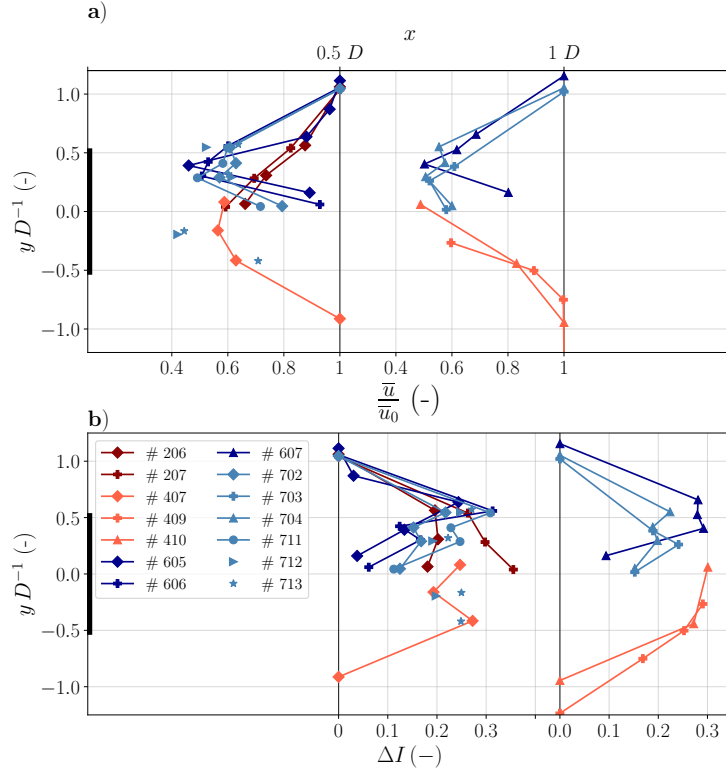 a)
x
0.5 D 1 D
1.0
0.5
0.0
−0.5
−1.0
y D⁻¹ (-)
0.4 0.6 0.8 1 0.4 0.6 0.8 1
u̅ / u̅₀ (−)
b)
# 206 # 607
# 207 # 702
# 407 # 703
# 409 # 704
# 410 # 711
# 605 # 712
# 606 # 713
1.0
0.5
0.0
−0.5
−1.0
y D⁻¹ (-)
0 0.1 0.2 0.3 0 0.1 0.2 0.3
ΔI (−)